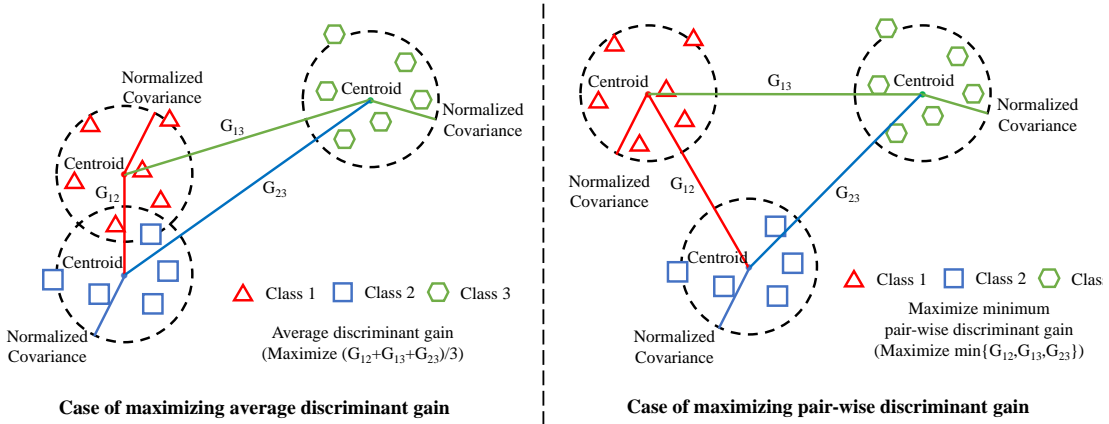 Normalized
Covariance
Centroid
G13
Normalized
Covariance
Centroid
G12
G23
Centroid
Class 1
Class 2
Class 3
Normalized
Covariance
Average discriminant gain
(Maximize (G12+G13+G23)/3)
Case of maximizing average discriminant gain
Centroid
G13
Centroid
Normalized
Covariance
Normalized
Covariance
G12
G23
Centroid
Class 1
Class 2
Clas
Normalized
Covariance
Maximize minimum
pair-wise discriminant gain
(Maximize min{G12,G13,G23})
Case of maximizing pair-wise discriminant gain